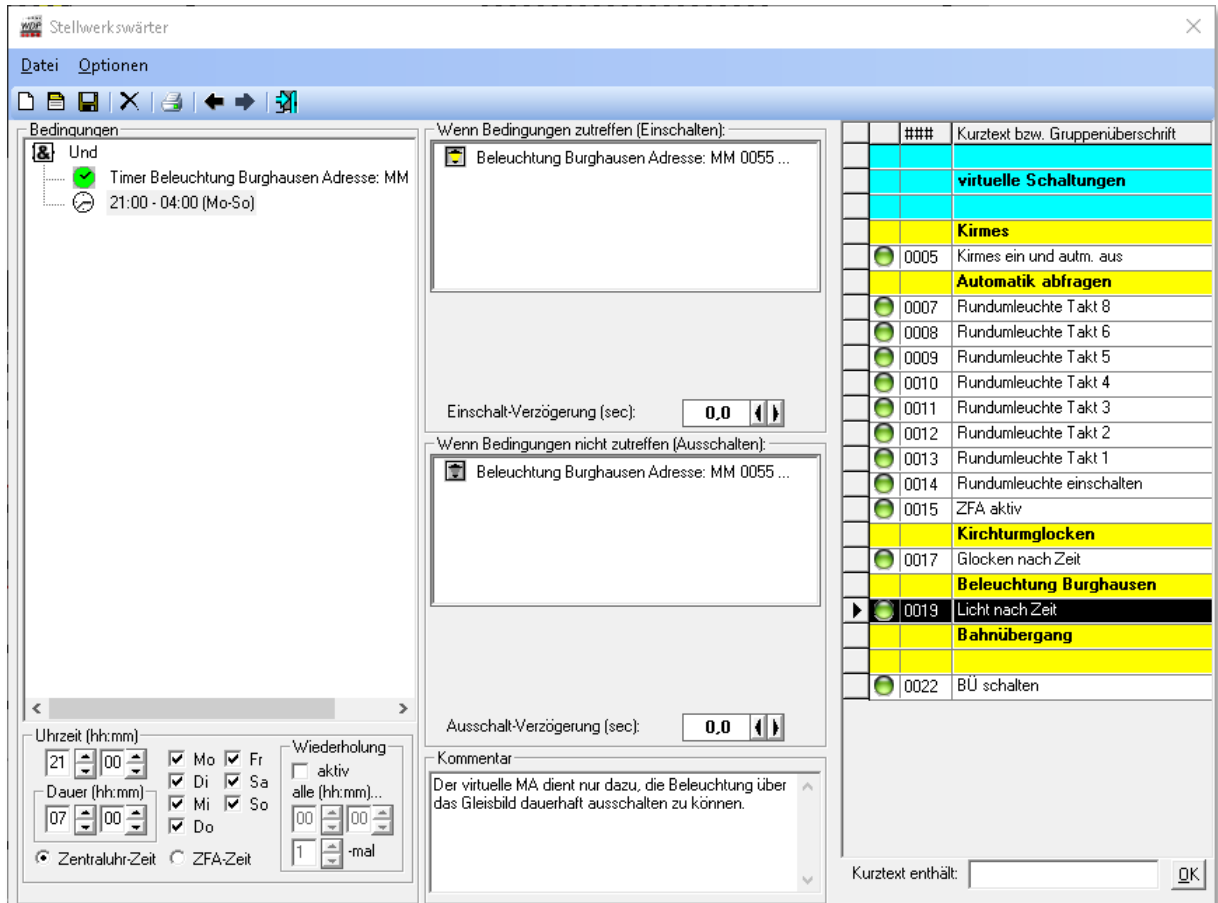 WDP Stellwerkswärter
Datei Optionen
Bedingungen
& Und
Timer Beleuchtung Burghausen Adresse: MM
21:00 - 04:00 (Mo-So)
Uhrzeit (hh:mm)
21 00
Dauer (hh:mm)
07 00
Mo Fr
Di Sa
Mi So
Do
Wiederholung
aktiv
alle (hh:mm)...
00 00
1 -mal
Zentraluhr-Zeit ZFA-Zeit
Wenn Bedingungen zutreffen (Einschalten):
Beleuchtung Burghausen Adresse: MM 0055 ...
Einschalt-Verzögerung (sec): 0,0
Wenn Bedingungen nicht zutreffen (Ausschalten):
Beleuchtung Burghausen Adresse: MM 0055 ...
Ausschalt-Verzögerung (sec): 0,0
Kommentar
Der virtuelle MA dient nur dazu, die Beleuchtung über
das Gleisbild dauerhaft ausschalten zu können.
### Kurztext bzw. Gruppenüberschrift
virtuelle Schaltungen
Kirmes
0005 Kirmes ein und autm. aus
Automatik abfragen
0007 Rundumleuchte Takt 8
0008 Rundumleuchte Takt 6
0009 Rundumleuchte Takt 5
0010 Rundumleuchte Takt 4
0011 Rundumleuchte Takt 3
0012 Rundumleuchte Takt 2
0013 Rundumleuchte Takt 1
0014 Rundumleuchte einschalten
0015 ZFA aktiv
Kirchturmglocken
0017 Glocken nach Zeit
Beleuchtung Burghausen
0019 Licht nach Zeit
Bahnübergang
0022 BÜ schalten
Kurztext enthält: OK